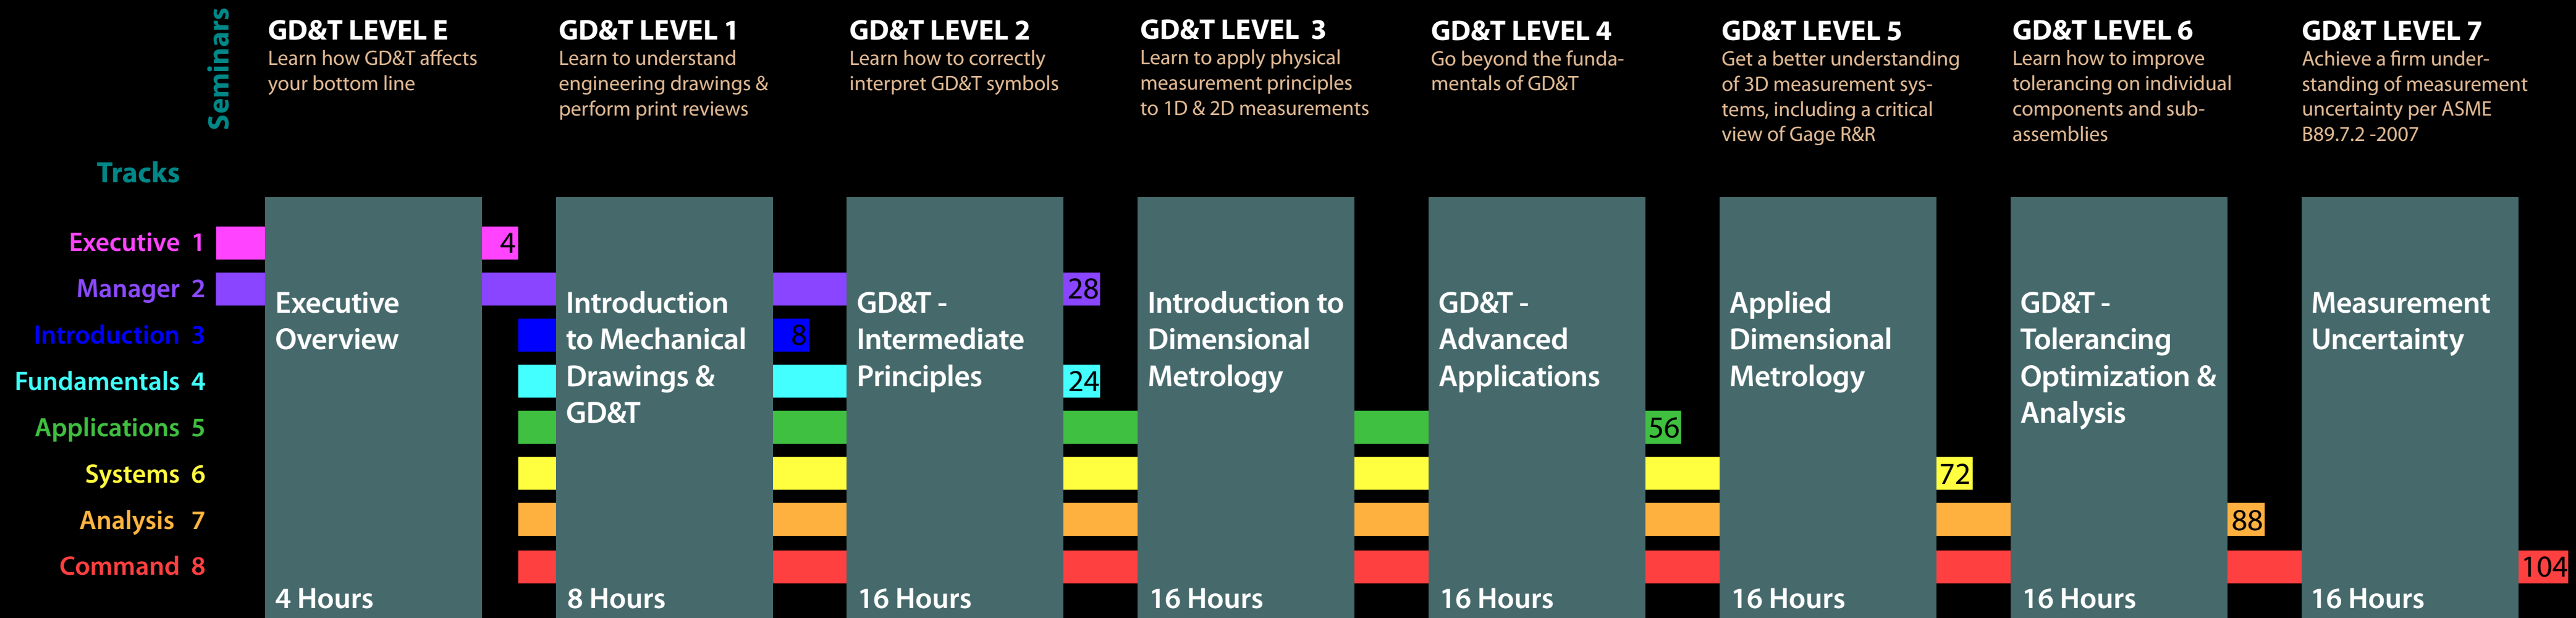 Seminars
GD&T LEVEL E
Learn how GD&T affects
your bottom line
GD&T LEVEL 1
Learn to understand
engineering drawings &
perform print reviews
GD&T LEVEL 2
Learn how to correctly
interpret GD&T symbols
GD&T LEVEL 3
Learn to apply physical
measurement principles
to 1D & 2D measurements
GD&T LEVEL 4
Go beyond the funda-
mentals of GD&T
GD&T LEVEL 5
Get a better understanding
of 3D measurement sys-
tems, including a critical
view of Gage R&R
GD&T LEVEL 6
Learn how to improve
tolerancing on individual
components and sub-
assemblies
GD&T LEVEL 7
Achieve a firm under-
standing of measurement
uncertainty per ASME
B89.7.2 -2007
Tracks
Executive 1
4
Manager 2
28
Introduction 3
8
Fundamentals 4
24
Applications 5
56
Systems 6
72
Analysis 7
88
Command 8
104
Executive
Overview
4 Hours
Introduction
to Mechanical
Drawings &
GD&T
8 Hours
GD&T -
Intermediate
Principles
16 Hours
Introduction to
Dimensional
Metrology
16 Hours
GD&T -
Advanced
Applications
16 Hours
Applied
Dimensional
Metrology
16 Hours
GD&T -
Tolerancing
Optimization &
Analysis
16 Hours
Measurement
Uncertainty
16 Hours